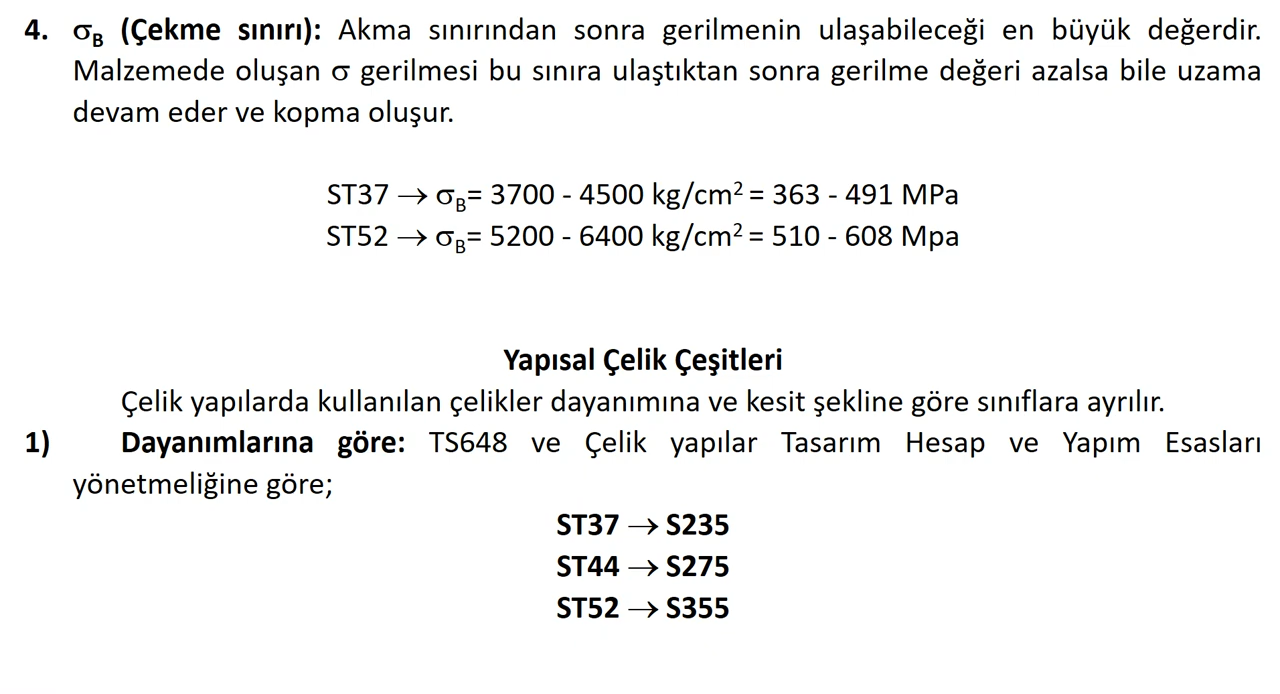 4. σB (Çekme sınırı): Akma sınırından sonra gerilmenin ulaşabileceği en büyük değerdir.
Malzemede oluşan σ gerilmesi bu sınıra ulaştıktan sonra gerilme değeri azalsa bile uzama
devam eder ve kopma oluşur.
ST37 → σB= 3700 - 4500 kg/cm² = 363 - 491 MPa
ST52 → σB= 5200 - 6400 kg/cm² = 510 - 608 Mpa
Yapısal Çelik Çeşitleri
Çelik yapılarda kullanılan çelikler dayanımına ve kesit şekline göre sınıflara ayrılır.
1) Dayanımlarına göre: TS648 ve Çelik yapılar Tasarım Hesap ve Yapım Esasları
yönetmeliğine göre;
ST37 → S235
ST44 → S275
ST52 → S355